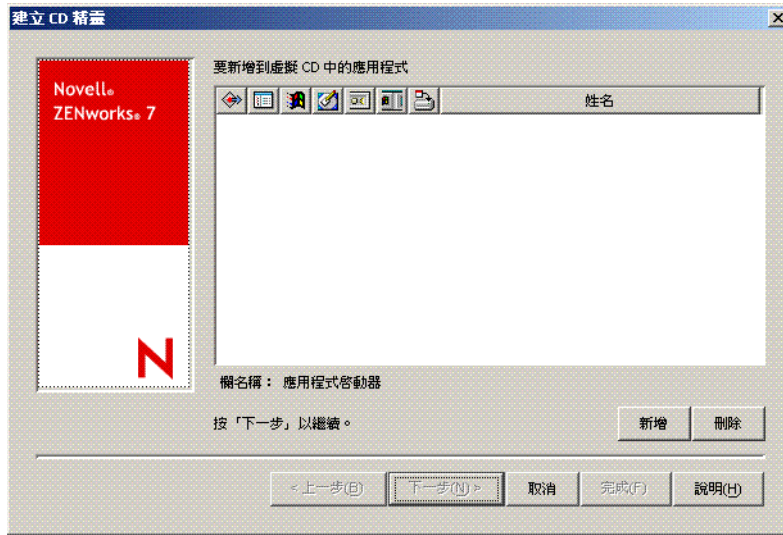 建立 CD 精靈
Novell®
ZENworks® 7
要新增到虛擬 CD 中的應用程式
姓名
N
欄名稱： 應用程式啓動器
按「下一步」以繼續。
新增
刪除
< 上一步(B)
下一步(N) >
取消
完成(F)
說明(H)